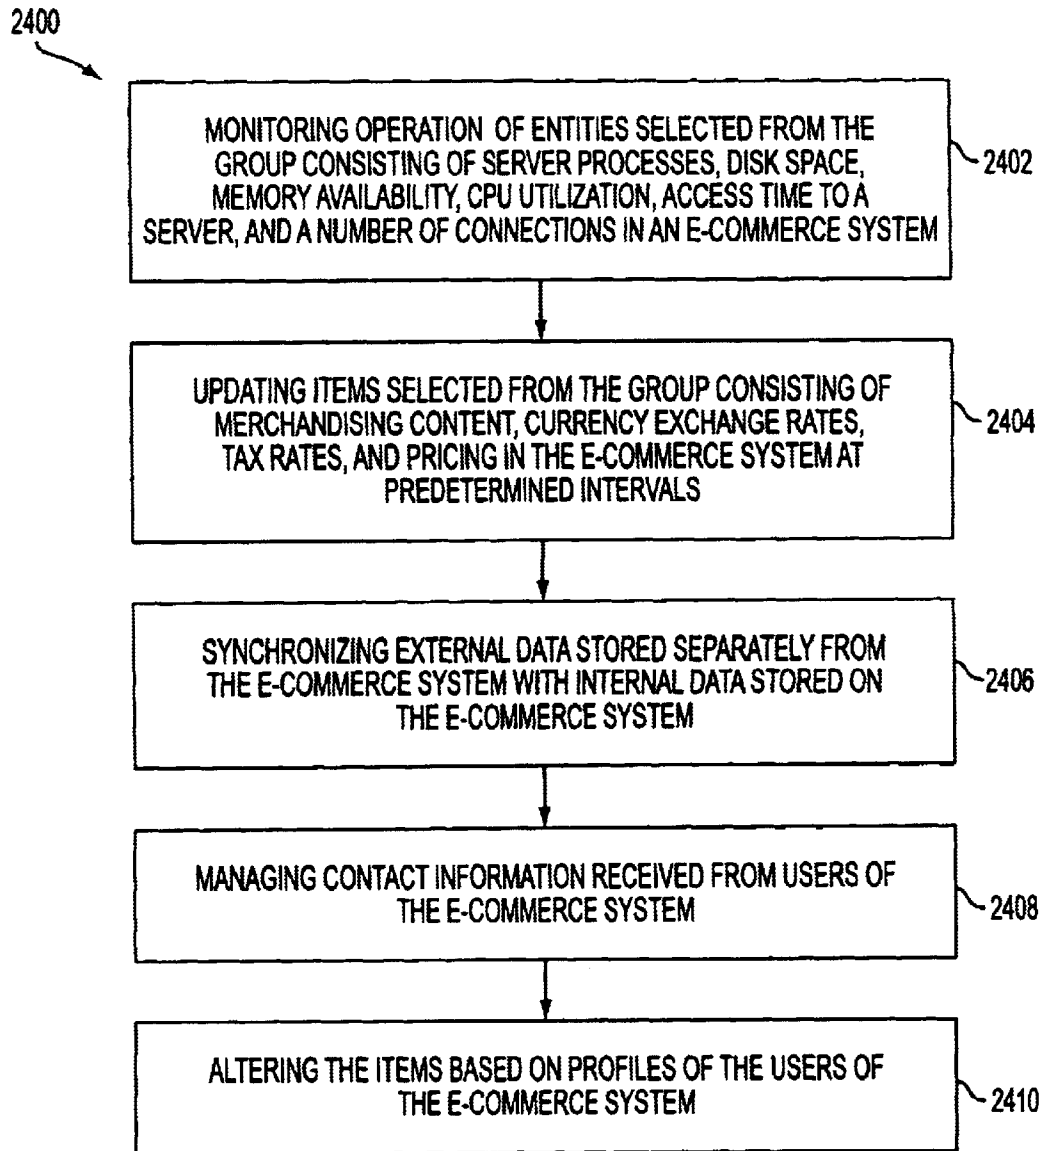 2400
MONITORING OPERATION OF ENTITIES SELECTED FROM THE
GROUP CONSISTING OF SERVER PROCESSES, DISK SPACE,
MEMORY AVAILABILITY, CPU UTILIZATION, ACCESS TIME TO A
SERVER, AND A NUMBER OF CONNECTIONS IN AN E-COMMERCE SYSTEM
2402
UPDATING ITEMS SELECTED FROM THE GROUP CONSISTING OF
MERCHANDISING CONTENT, CURRENCY EXCHANGE RATES,
TAX RATES, AND PRICING IN THE E-COMMERCE SYSTEM AT
PREDETERMINED INTERVALS
2404
SYNCHRONIZING EXTERNAL DATA STORED SEPARATELY FROM
THE E-COMMERCE SYSTEM WITH INTERNAL DATA STORED ON
THE E-COMMERCE SYSTEM
2406
MANAGING CONTACT INFORMATION RECEIVED FROM USERS OF
THE E-COMMERCE SYSTEM
2408
ALTERING THE ITEMS BASED ON PROFILES OF THE USERS OF
THE E-COMMERCE SYSTEM
2410